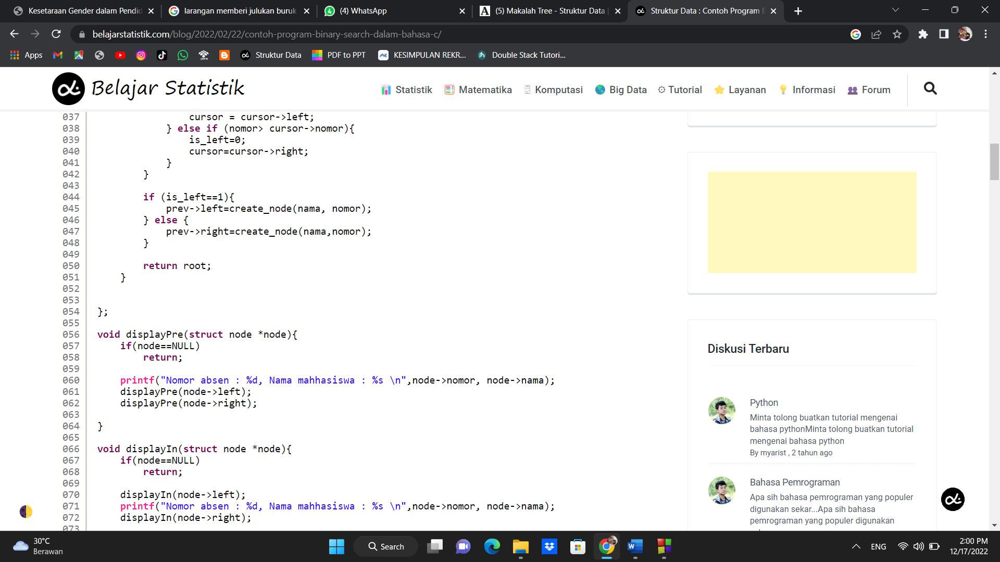 Kesetaraan Gender dalam Pendid
larangan memberi julukan buruk
(4) WhatsApp
(5) Makalah Tree - Struktur Data |
Struktur Data : Contoh Program
belajarstatistik.com/blog/2022/02/22/contoh-program-binary-search-dalam-bahasa-c/
Apps
Struktur Data
PDF to PPT
KESIMPULAN REKR...
Double Stack Tutori...
Belajar Statistik
Statistik
Matematika
Komputasi
Big Data
Tutorial
Layanan
Informasi
Forum
037 cursor = cursor->left;
038 } else if (nomor> cursor->nomor){
039 is_left=0;
040 cursor=cursor->right;
041 }
042 }
043
044 if (is_left==1){
045 prev->left=create_node(nama, nomor);
046 } else {
047 prev->right=create_node(nama,nomor);
048 }
049
050 return root;
051 }
052
053
054 };
055
056 void displayPre(struct node *node){
057 if(node==NULL)
058 return;
059
060 printf("Nomor absen : %d, Nama mahhasiswa : %s \n",node->nomor, node->nama);
061 displayPre(node->left);
062 displayPre(node->right);
063
064 }
065
066 void displayIn(struct node *node){
067 if(node==NULL)
068 return;
069
070 displayIn(node->left);
071 printf("Nomor absen : %d, Nama mahhasiswa : %s \n",node->nomor, node->nama);
072 displayIn(node->right);
073
Diskusi Terbaru
Python
Minta tolong buatkan tutorial mengenai
bahasa pythonMinta tolong buatkan tutorial
mengenai bahasa python
By myarist , 2 tahun ago
Bahasa Pemrograman
Apa sih bahasa pemrograman yang populer
digunakan sekar...Apa sih bahasa
pemrograman yang populer digunakan
30°C
Berawan
Search
ENG
2:00 PM
12/17/2022